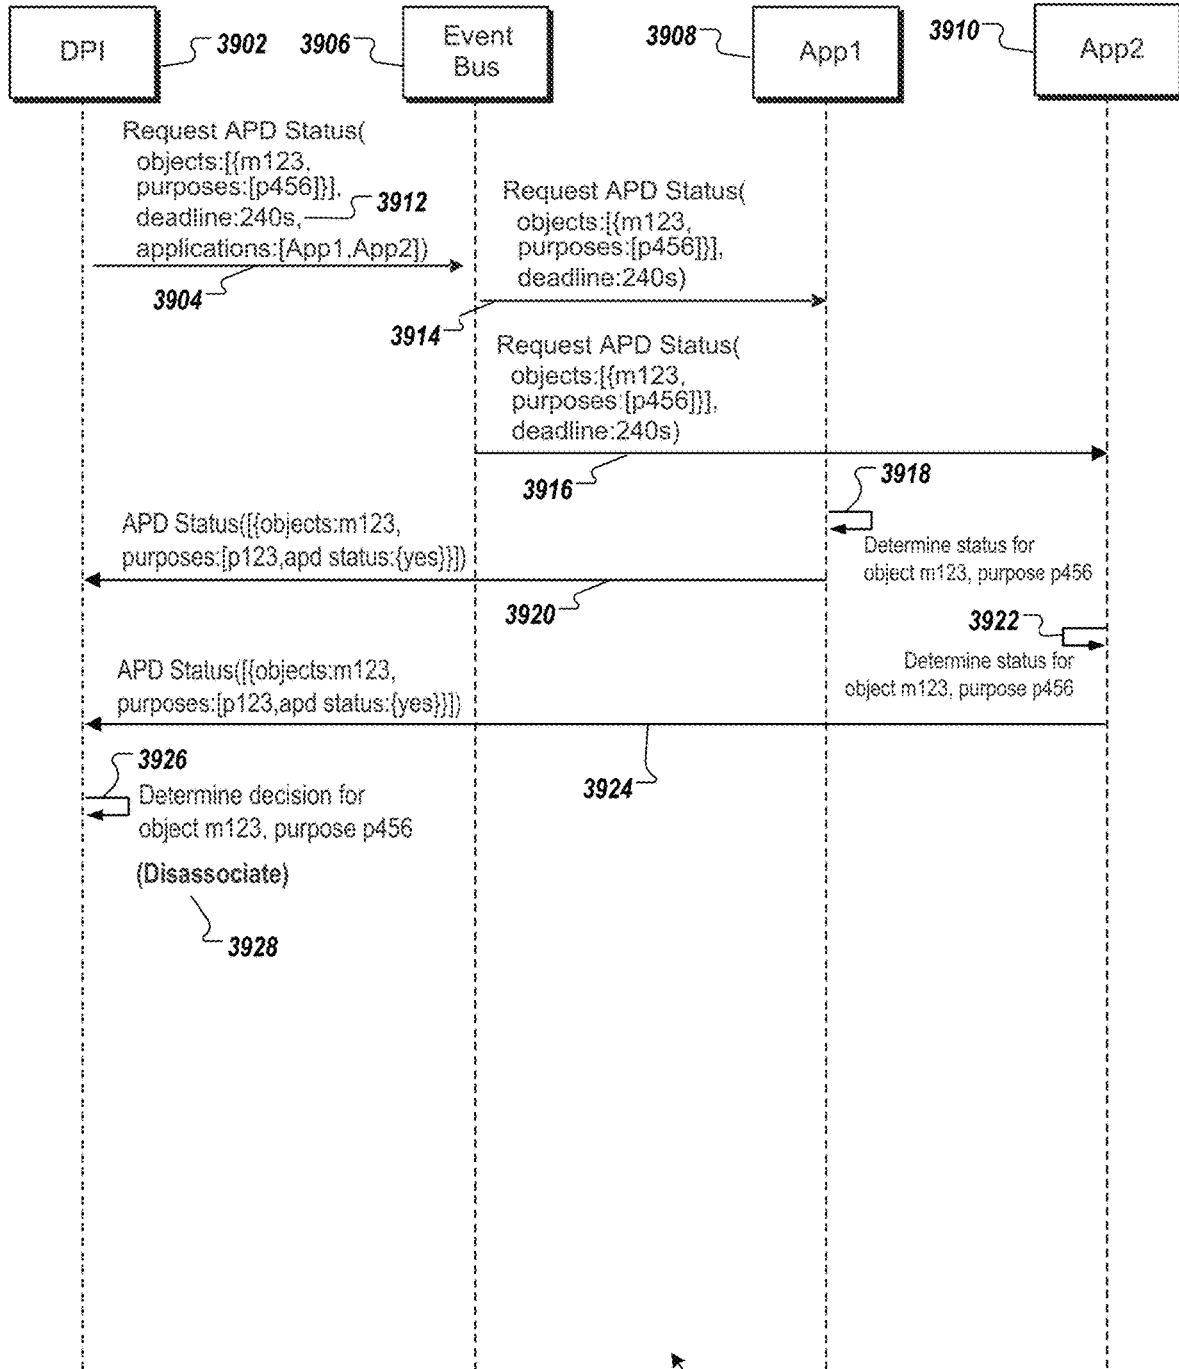 DPI
3902
3906
Event
Bus
3908
App1
3910
App2
Request APD Status(
objects:[{m123,
purposes:[p456]}],
deadline:240s,
3912
applications:[App1,App2])
3904
Request APD Status(
objects:[{m123,
purposes:[p456]}],
deadline:240s)
3914
Request APD Status(
objects:[{m123,
purposes:[p456]}],
deadline:240s)
3916
3918
Determine status for
object m123, purpose p456
APD Status([{objects:m123,
purposes:[p123,apd status:{yes}}])
3920
3922
Determine status for
object m123, purpose p456
APD Status([{objects:m123,
purposes:[p123,apd status:{yes}}])
3924
3926
Determine decision for
object m123, purpose p456
(Disassociate)
3928